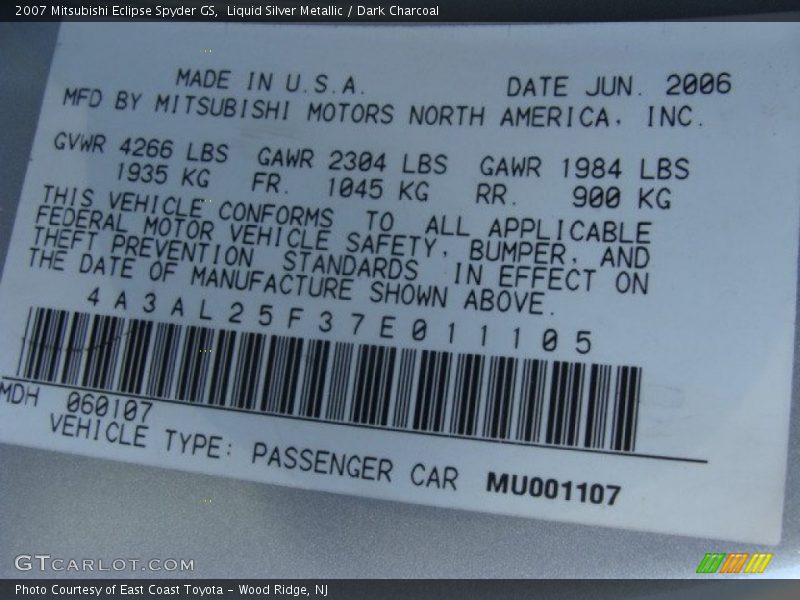 2007 Mitsubishi Eclipse Spyder GS,  Liquid Silver Metallic / Dark Charcoal
MADE IN U.S.A. DATE JUN. 2006
MFD BY MITSUBISHI MOTORS NORTH AMERICA, INC.
GVWR 4266 LBS GAWR 2304 LBS GAWR 1984 LBS
1935 KG FR. 1045 KG RR. 900 KG
THIS VEHICLE CONFORMS TO ALL APPLICABLE
FEDERAL MOTOR VEHICLE SAFETY, BUMPER, AND
THEFT PREVENTION STANDARDS IN EFFECT ON
THE DATE OF MANUFACTURE SHOWN ABOVE.
4A3AL25F37E011105
MDH 060107
VEHICLE TYPE: PASSENGER CAR MU001107
GTCARLOT.COM
Photo Courtesy of East Coast Toyota – Wood Ridge, NJ